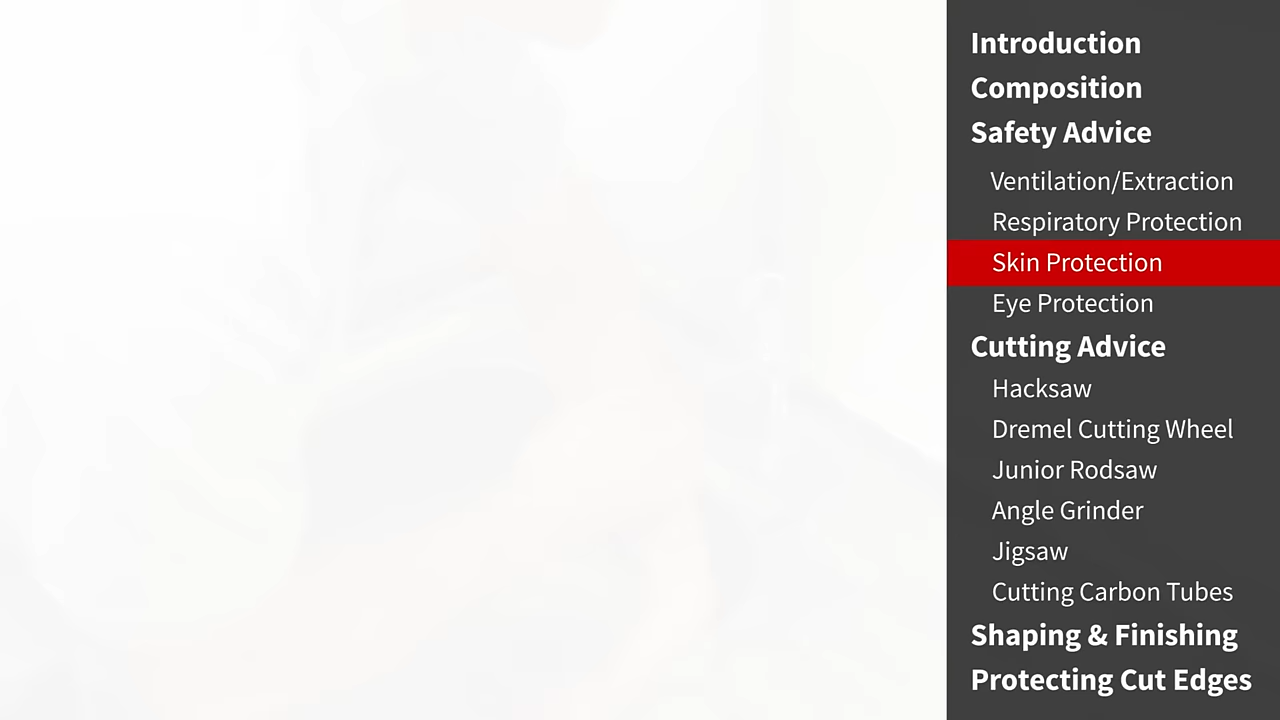 Introduction
Composition
Safety Advice
Ventilation/Extraction
Respiratory Protection
Skin Protection
Eye Protection
Cutting Advice
Hacksaw
Dremel Cutting Wheel
Junior Rodsaw
Angle Grinder
Jigsaw
Cutting Carbon Tubes
Shaping & Finishing
Protecting Cut Edges